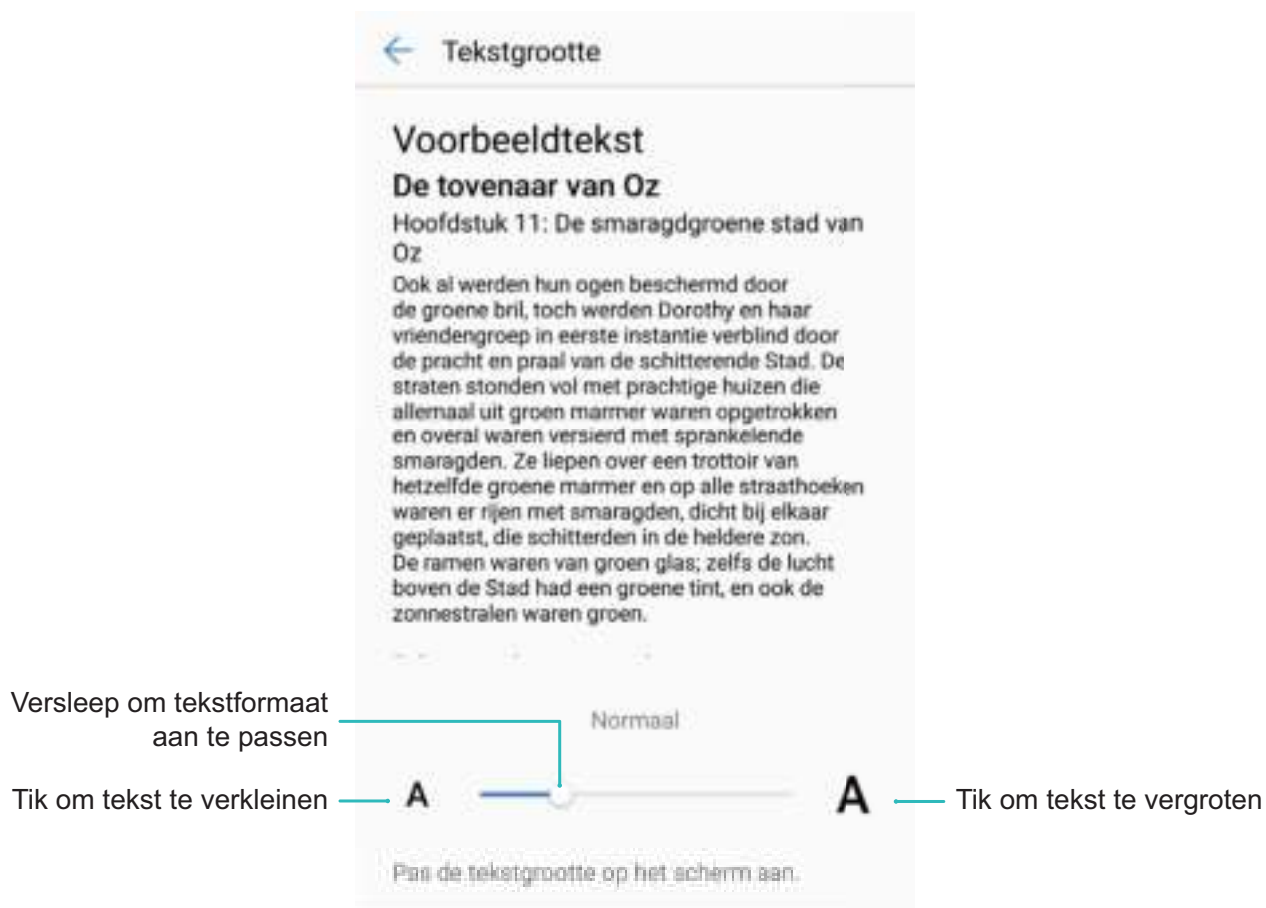 Tekstgrootte
Voorbeeldtekst
De tovenaar van Oz
Hoofdstuk 11: De smaragdgroene stad van
Oz
Ook al werden hun ogen beschermd door
de groene bril, toch werden Dorothy en haar
vriendengroep in eerste instantie verblind door
de pracht en praal van de schitterende Stad. De
straten stonden vol met prachtige huizen die
allemaal uit groen marmer waren opgetrokken
en overal waren versierd met sprankelende
smaragden. Ze liepen over een trottoir van
hetzelfde groene marmer en op alle straathoeken
waren er rijen met smaragden, dicht bij elkaar
geplaatst, die schitterden in de heldere zon.
De ramen waren van groen glas; zelfs de lucht
boven de Stad had een groene tint, en ook de
zonnestralen waren groen.
Versleep om tekstformaat
aan te passen
Normaal
Tik om tekst te verkleinen
A
A
Tik om tekst te vergroten
Pas de tekstgrootte op het scherm aan.